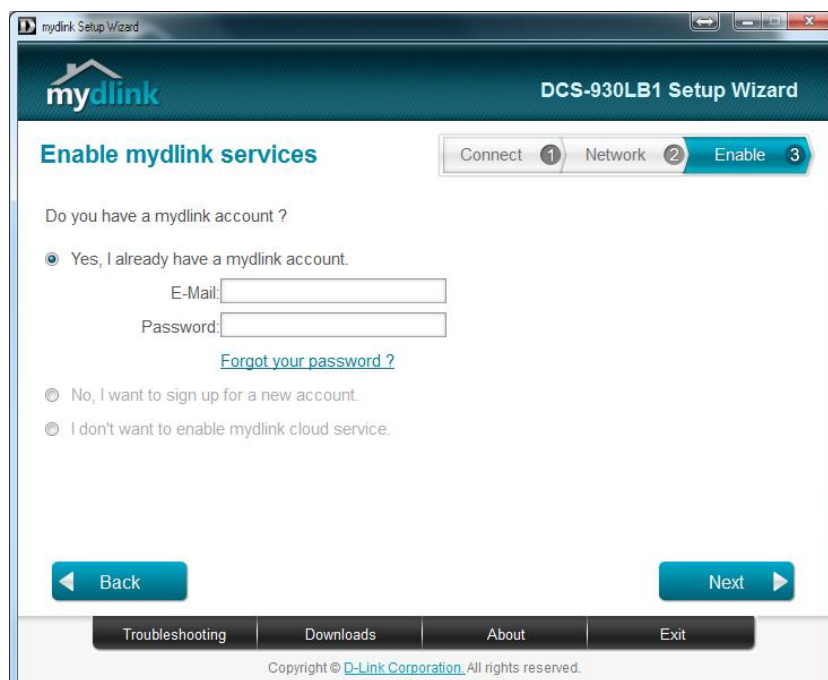 mydlink Setup Wizard
mydlink
DCS-930LB1 Setup Wizard
Enable mydlink services
Connect 1 Network 2 Enable 3
Do you have a mydlink account ?
Yes, I already have a mydlink account.
E-Mail:
Password:
Forgot your password ?
No, I want to sign up for a new account.
I don't want to enable mydlink cloud service.
Back
Next
Troubleshooting Downloads About Exit
Copyright © D-Link Corporation. All rights reserved.